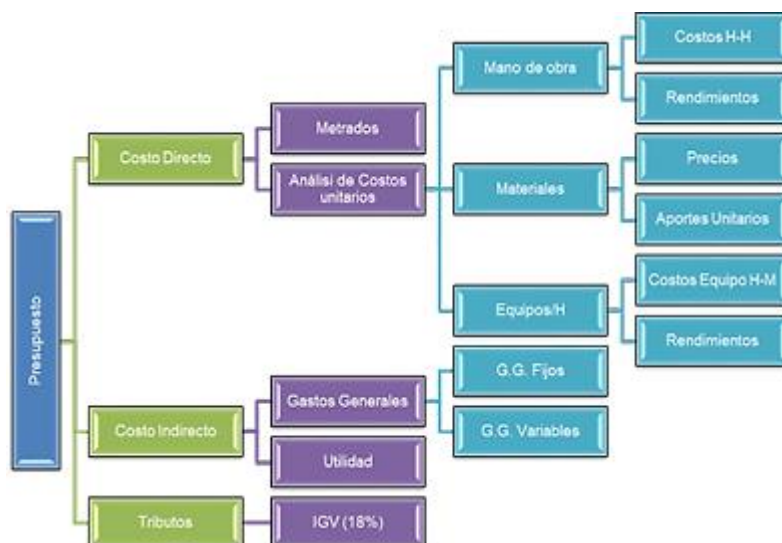 Presupuesto
Costo Directo
Metrados
Análisi de Costos
unitarios
Mano de obra
Costos H-H
Rendimientos
Materiales
Precios
Aportes Unitarios
Equipos/H
Costos Equipo H-M
Rendimientos
Costo Indirecto
Gastos Generales
G.G. Fijos
G.G. Variables
Utilidad
Tributos
IGV (18%)